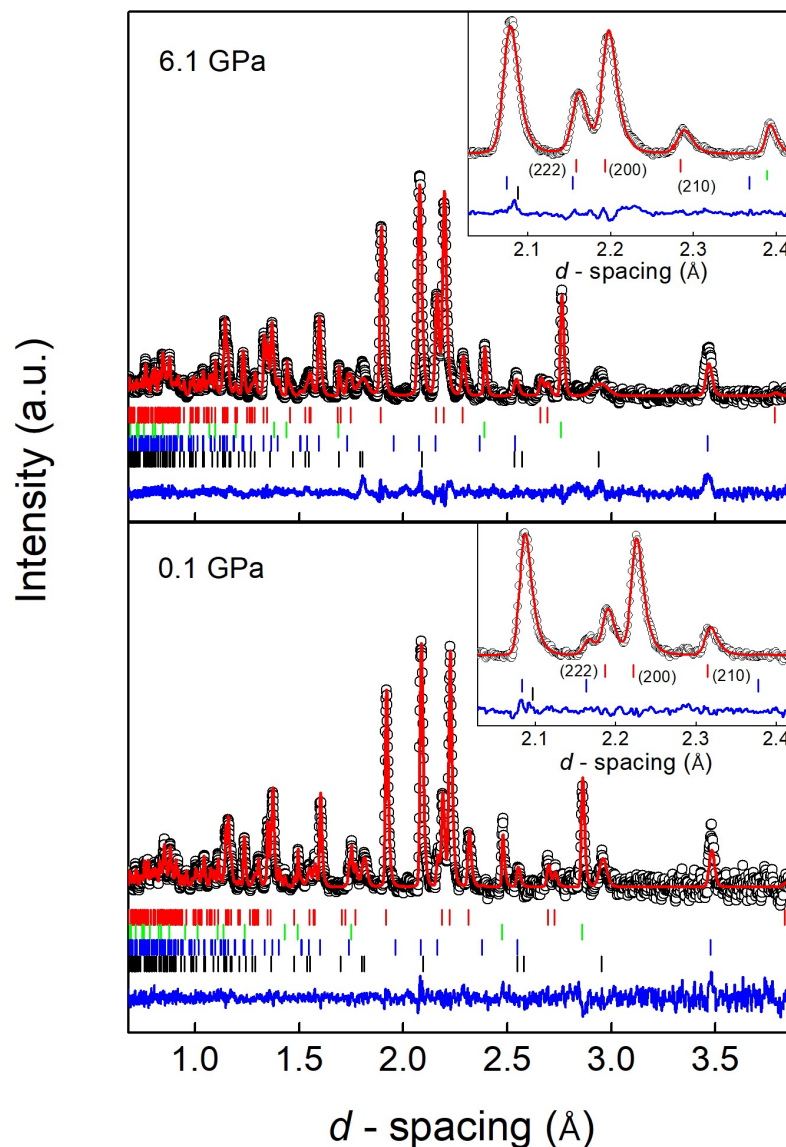 Intensity (a.u.)
6.1 GPa
(222)
(200)
(210)
2.1 2.2 2.3 2.4
d - spacing (Å)
0.1 GPa
(222)
(200)
(210)
2.1 2.2 2.3 2.4
d - spacing (Å)
1.0 1.5 2.0 2.5 3.0 3.5
d - spacing (Å)